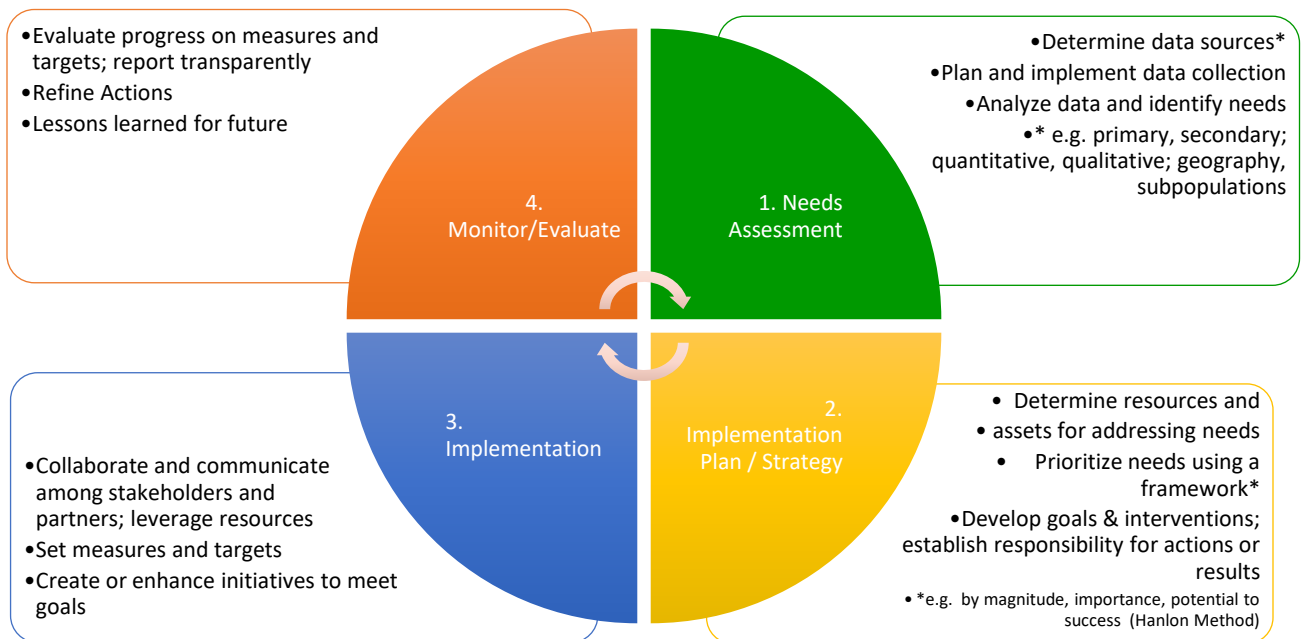 •Evaluate progress on measures and
targets; report transparently
•Refine Actions
•Lessons learned for future
•Determine data sources*
•Plan and implement data collection
•Analyze data and identify needs
•* e.g. primary, secondary;
quantitative, qualitative; geography,
subpopulations
4.
Monitor/Evaluate
1. Needs
Assessment
3.
Implementation
2.
Implementation
Plan / Strategy
•Collaborate and communicate
among stakeholders and
partners; leverage resources
•Set measures and targets
•Create or enhance initiatives to meet
goals
• Determine resources and
• assets for addressing needs
• Prioritize needs using a
framework*
•Develop goals & interventions;
establish responsibility for actions or
results
• *e.g. by magnitude, importance, potential to
success (Hanlon Method)